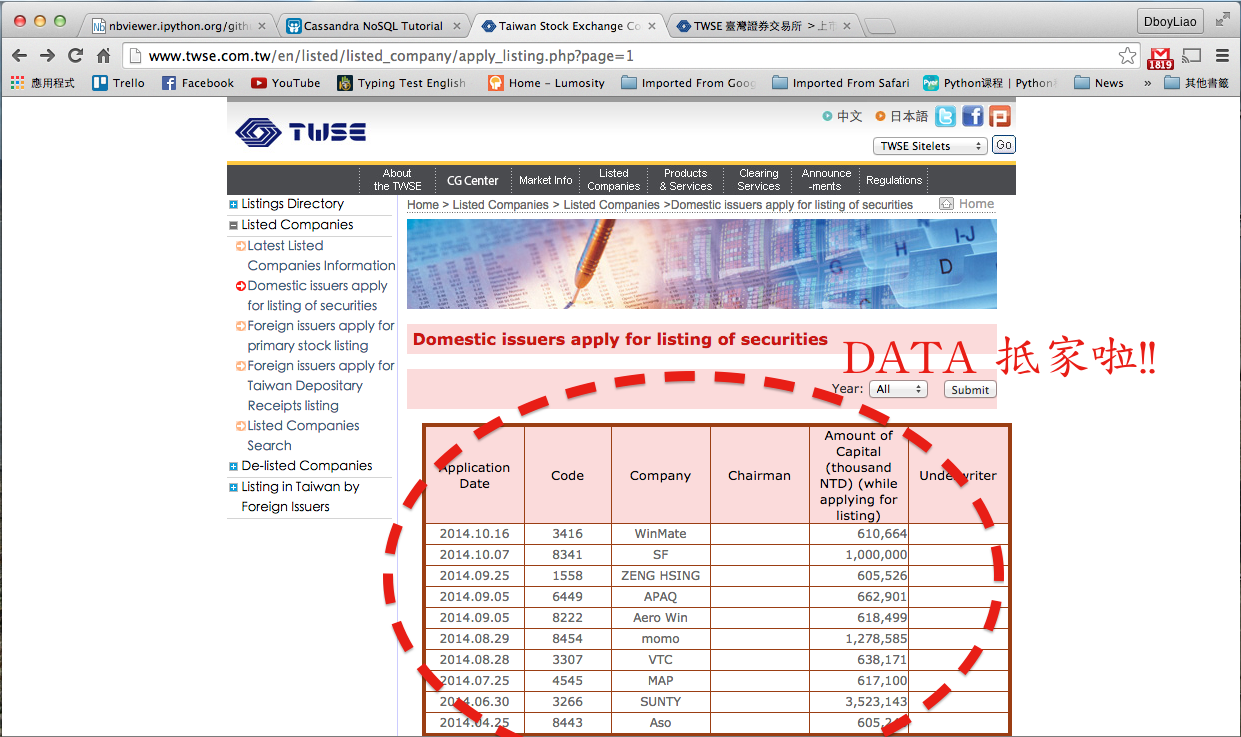 nbviewer.ipython.org/gith
Cassandra NoSQL Tutorial
Taiwan Stock Exchange Co
TWSE 臺灣證券交易所 > 上市
DboyLiao
www.twse.com.tw/en/listed/listed_company/apply_listing.php?page=1
1819
應用程式
Trello
Facebook
YouTube
Typing Test English
Home – Lumosity
Imported From Goog
Imported From Safari
Python课程 | Python
News
»
其他書籤
TWSE
中文
日本語
TWSE Sitelets
Go
About
the TWSE
CG Center
Market Info
Listed
Companies
Products
& Services
Clearing
Services
Announce
-ments
Regulations
Listings Directory
Listed Companies
Latest Listed
Companies Information
Domestic issuers apply
for listing of securities
Foreign issuers apply for
primary stock listing
Foreign issuers apply for
Taiwan Depositary
Receipts listing
Listed Companies
Search
De-listed Companies
Listing in Taiwan by
Foreign Issuers
Home > Listed Companies > Listed Companies >Domestic issuers apply for listing of securities
Home
G
H
I-J
D
Domestic issuers apply for listing of securities
DATA 抵家啦!!
Year: All Submit
Application
Date
Code
Company
Chairman
Amount of
Capital
(thousand
NTD) (while
applying for
listing)
Underwriter
2014.10.16 3416 WinMate 610,664
2014.10.07 8341 SF 1,000,000
2014.09.25 1558 ZENG HSING 605,526
2014.09.05 6449 APAQ 662,901
2014.09.05 8222 Aero Win 618,499
2014.08.29 8454 momo 1,278,585
2014.08.28 3307 VTC 638,171
2014.07.25 4545 MAP 617,100
2014.06.30 3266 SUNTY 3,523,143
2014.04.25 8443 Aso